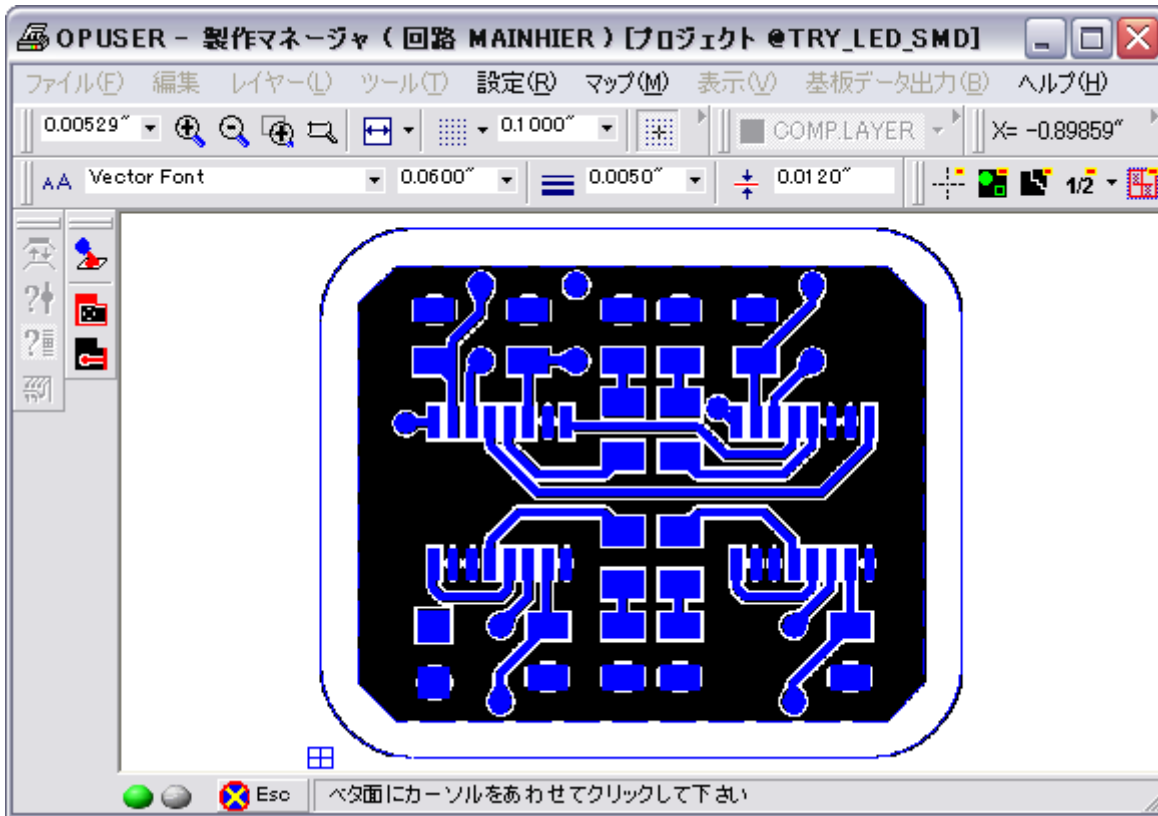 OPUSER - 製作マネージャ ( 回路 MAINHIER ) [プロジェクト @TRY_LED_SMD]
ファイル(F) 編集 レイヤー(L) ツール(T) 設定(R) マップ(M) 表示(V) 基板データ出力(B) ヘルプ(H)
0.00529" 0.1000" COMP.LAYER X= -0.89859"
AA Vector Font 0.0600" 0.0050" 0.0120" 1/2
?
?
Esc ベタ面にカーソルをあわせてクリックして下さい